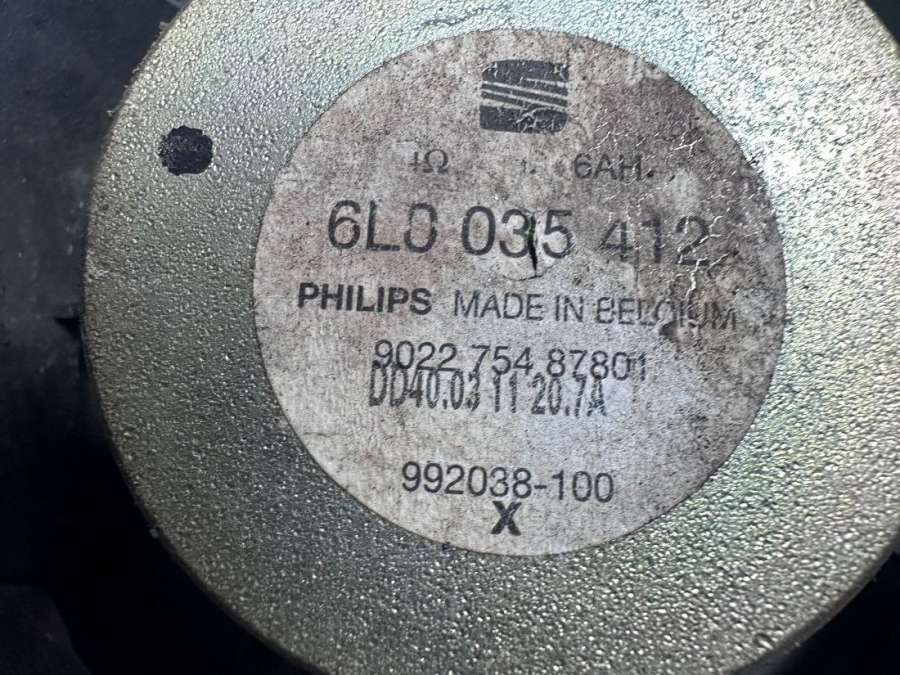 Ω 6AH
6L0 035 412
PHILIPS MADE IN BELGIUM
9022 754 87801
DD40.03 11 20.7A
992038-100
X